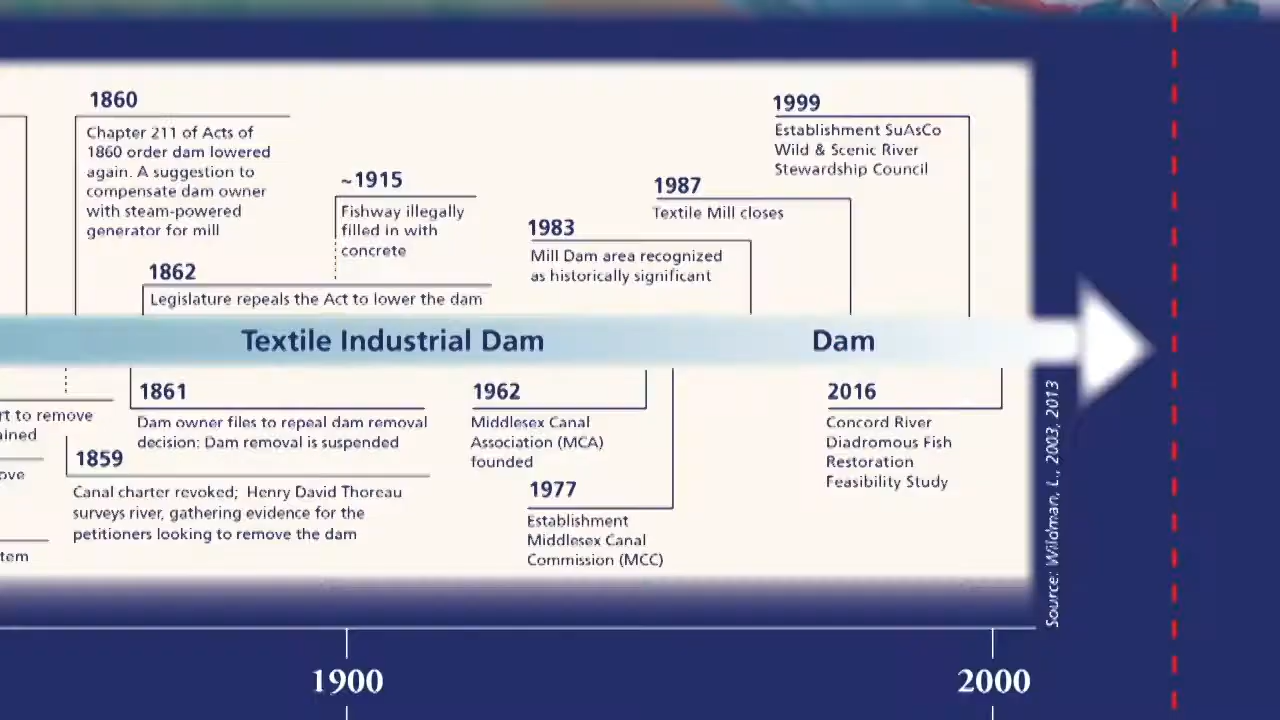 1860
Chapter 211 of Acts of
1860 order dam lowered
again. A suggestion to
compensate dam owner
with steam-powered
generator for mill
~1915
Fishway illegally
filled in with
concrete
1862
Legislature repeals the Act to lower the dam
1983
Mill Dam area recognized
as historically significant
1987
Textile Mill closes
1999
Establishment SuAsCo
Wild & Scenic River
Stewardship Council
Textile Industrial Dam
Dam
rt to remove
ained
ove
tem
1861
Dam owner files to repeal dam removal
decision: Dam removal is suspended
1859
Canal charter revoked; Henry David Thoreau
surveys river, gathering evidence for the
petitioners looking to remove the dam
1962
Middlesex Canal
Association (MCA)
founded
1977
Establishment
Middlesex Canal
Commission (MCC)
2016
Concord River
Diadromous Fish
Restoration
Feasibility Study
Source: Wildman, L., 2003, 2013
1900
2000